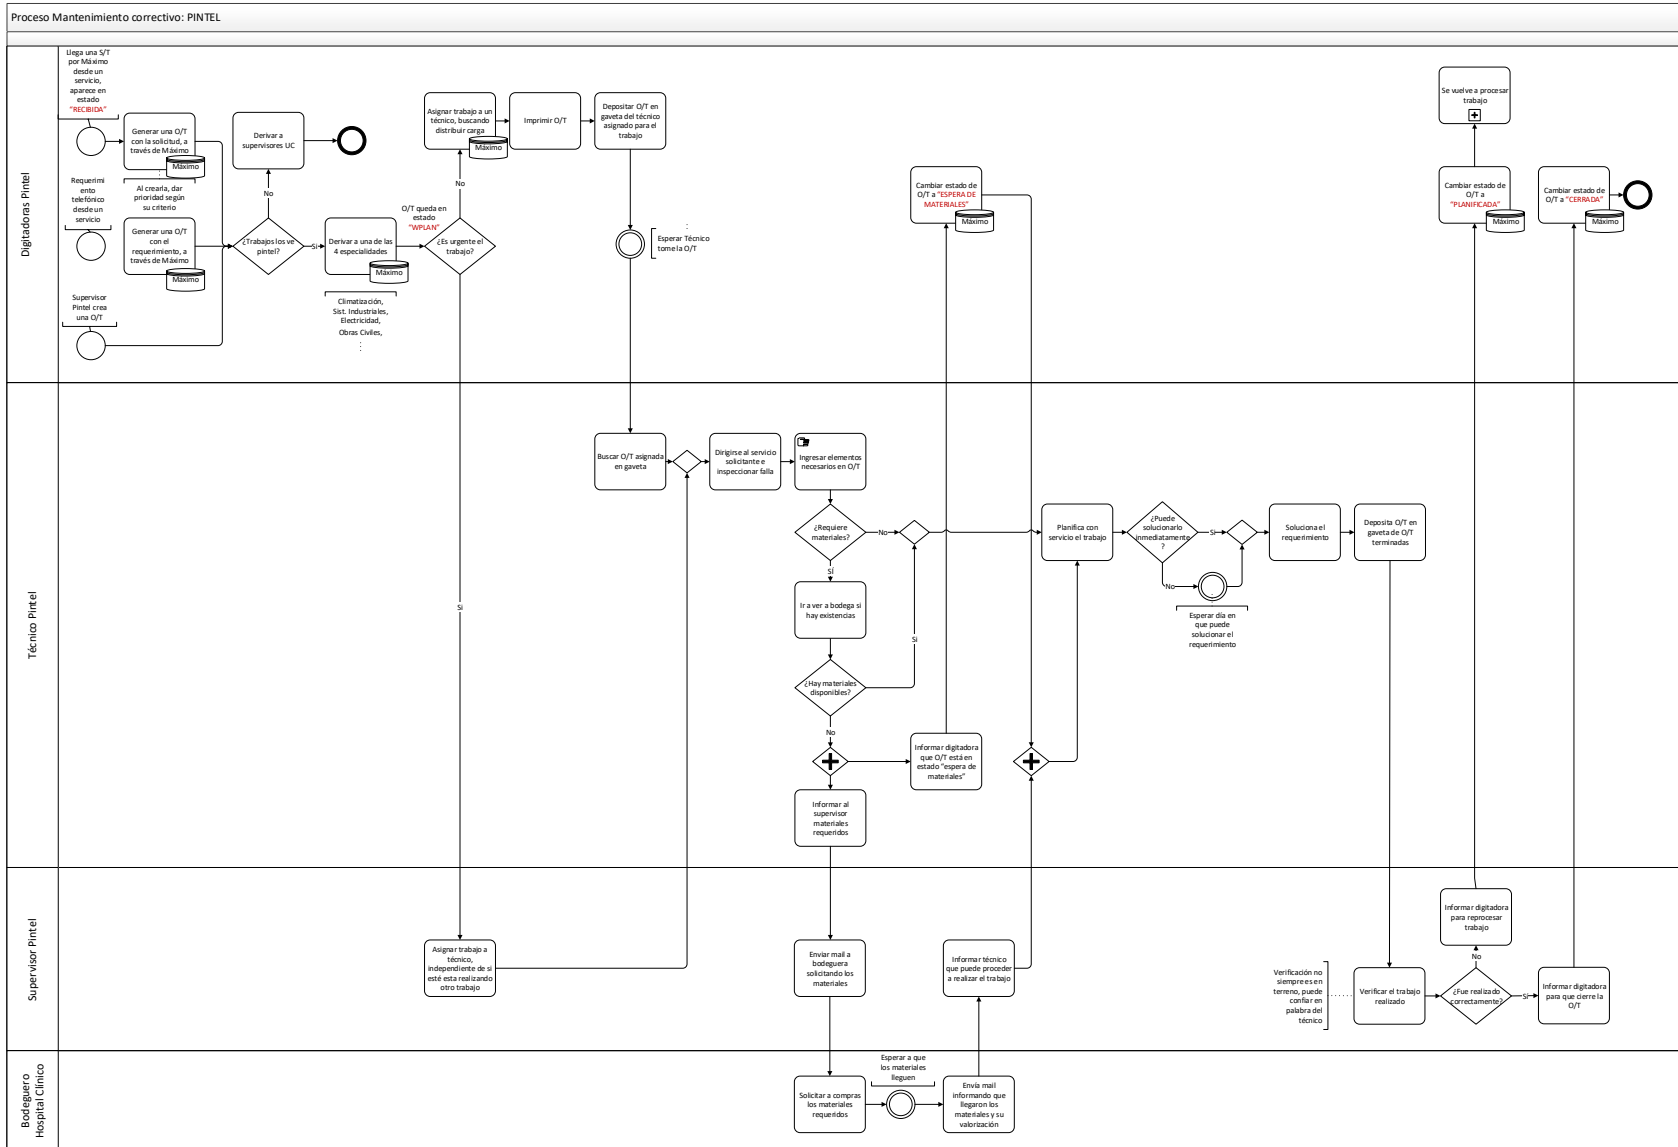 Proceso Mantenimiento correctivo: PINTEL
Digitadoras Pintel
Llega una S/T
por Máximo
desde un
servicio,
aparece en
estado
"RECIBIDA"
Generar una O/T
con la solicitud, a
través de Máximo
Máximo
Al crearla, dar
prioridad según
su criterio
Requerimi
ento
telefónico
desde un
servicio
Generar una O/T
con el
requerimiento, a
través de Máximo
Máximo
Supervisor
Pintel crea
una O/T
Derivar a
supervisores UC
No
¿Trabajos los ve
pintel?
Si
Derivar a una de las
4 especialidades
Máximo
Climatización,
Sist. Industriales,
Electricidad,
Obras Civiles,
O/T queda en
estado
"WPLAN"
¿Es urgente el
trabajo?
No
Si
Asignar trabajo a un
técnico, buscando
distribuir carga
Máximo
Imprimir O/T
Depositar O/T en
gaveta del técnico
asignado para el
trabajo
Esperar Técnico
tome la O/T
Cambiar estado de
O/T a "ESPERA DE
MATERIALES"
Máximo
Se vuelve a procesar
trabajo
Cambiar estado de
O/T a
"PLANIFICADA"
Máximo
Cambiar estado de
O/T a "CERRADA"
Máximo
Técnico Pintel
Buscar O/T asignada
en gaveta
Dirigirse al servicio
solicitante e
inspeccionar falla
Ingresar elementos
necesarios en O/T
¿Requiere
materiales?
No
SÍ
Ir a ver a bodega si
hay existencias
¿Hay materiales
disponibles?
Si
No
Informar digitadora
que O/T está en
estado "espera de
materiales"
Informar al
supervisor
materiales
requeridos
Planifica con
servicio el trabajo
¿Puede
solucionarlo
inmediatamente
?
Si
No
Esperar día en
que puede
solucionar el
requerimiento
Soluciona el
requerimiento
Deposita O/T en
gaveta de O/T
terminadas
Supervisor Pintel
Asignar trabajo a
técnico,
independiente de si
esté esta realizando
otro trabajo
Enviar mail a
bodeguera
solicitando los
materiales
Informar técnico
que puede proceder
a realizar el trabajo
Verificación no
siempre es en
terreno, puede
confiar en
palabra del
técnico
Verificar el trabajo
realizado
Informar digitadora
para reprocesar
trabajo
No
¿Fue realizado
correctamente?
Si
Informar digitadora
para que cierre la
O/T
Bodeguero
Hospital Clínico
Solicitar a compras
los materiales
requeridos
Esperar a que
los materiales
lleguen
Envía mail
informando que
llegaron los
materiales y su
valorización